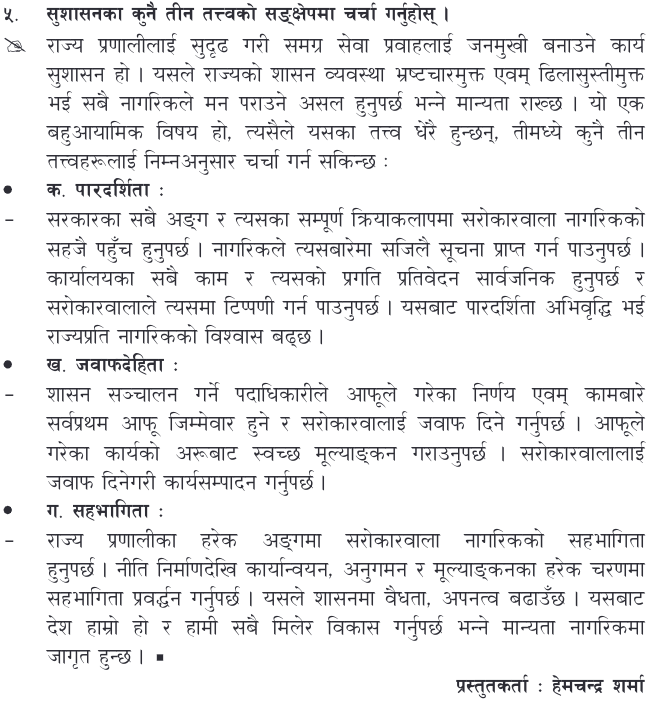 ५. सुशासनका कुनै तीन तत्त्वको सङ्क्षेपमा चर्चा गर्नुहोस् ।
राज्य प्रणालीलाई सुदृढ गरी समग्र सेवा प्रवाहलाई जनमुखी बनाउने कार्य
सुशासन हो । यसले राज्यको शासन व्यवस्था भ्रष्टचारमुक्त एवम् ढिलासुस्तीमुक्त
भई सबै नागरिकले मन पराउने असल हुनुपर्छ भन्ने मान्यता राख्छ । यो एक
बहुआयामिक विषय हो, त्यसैले यसका तत्त्व धेरै हुन्छन्, तीमध्ये कुनै तीन
तत्त्वहरूलाई निम्नअनुसार चर्चा गर्न सकिन्छ :
• क. पारदर्शिता :
– सरकारका सबै अङ्ग र त्यसका सम्पूर्ण क्रियाकलापमा सरोकारवाला नागरिकको
सहजै पहुँच हुनुपर्छ । नागरिकले त्यसबारेमा सजिलै सूचना प्राप्त गर्न पाउनुपर्छ ।
कार्यालयका सबै काम र त्यसको प्रगति प्रतिवेदन सार्वजनिक हुनुपर्छ र
सरोकारवालाले त्यसमा टिप्पणी गर्न पाउनुपर्छ । यसबाट पारदर्शिता अभिवृद्धि भई
राज्यप्रति नागरिकको विश्वास बढ्छ ।
• ख. जवाफदेहिता :
– शासन सञ्चालन गर्ने पदाधिकारीले आफूले गरेका निर्णय एवम् कामबारे
सर्वप्रथम आफू जिम्मेवार हुने र सरोकारवालाई जवाफ दिने गर्नुपर्छ । आफूले
गरेका कार्यको अरूबाट स्वच्छ मूल्याङ्कन गराउनुपर्छ । सरोकारवालालाई
जवाफ दिनेगरी कार्यसम्पादन गर्नुपर्छ ।
• ग. सहभागिता :
– राज्य प्रणालीका हरेक अङ्गमा सरोकारवाला नागरिकको सहभागिता
हुनुपर्छ । नीति निर्माणदेखि कार्यान्वयन, अनुगमन र मूल्याङ्कनका हरेक चरणमा
सहभागिता प्रवर्द्धन गर्नुपर्छ । यसले शासनमा वैधता, अपनत्व बढाउँछ । यसबाट
देश हाम्रो हो र हामी सबै मिलेर विकास गर्नुपर्छ भन्ने मान्यता नागरिकमा
जागृत हुन्छ । ▪
प्रस्तुतकर्ता : हेमचन्द्र शर्मा